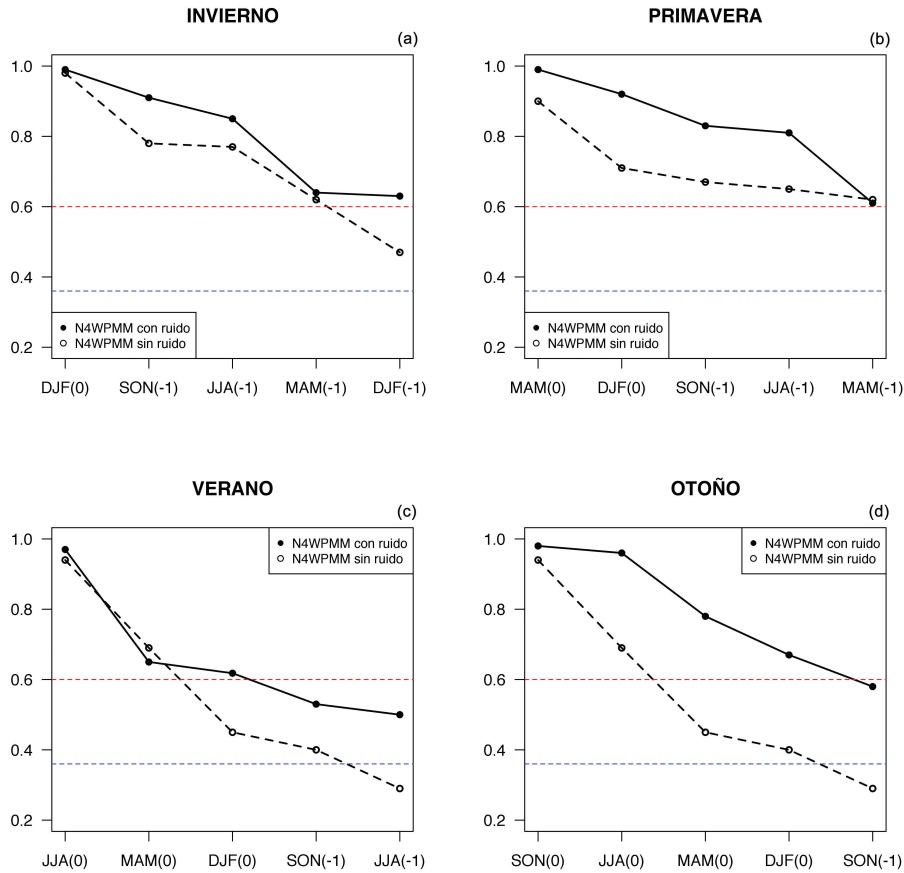 INVIERNO
(a)
1.0
0.8
0.6
0.4
0.2
N4WPMM con ruido
N4WPMM sin ruido
DJF(0) SON(-1) JJA(-1) MAM(-1) DJF(-1)
PRIMAVERA
(b)
1.0
0.8
0.6
0.4
0.2
N4WPMM con ruido
N4WPMM sin ruido
MAM(0) DJF(0) SON(-1) JJA(-1) MAM(-1)
VERANO
(c)
N4WPMM con ruido
N4WPMM sin ruido
1.0
0.8
0.6
0.4
0.2
JJA(0) MAM(0) DJF(0) SON(-1) JJA(-1)
OTOÑO
(d)
N4WPMM con ruido
N4WPMM sin ruido
1.0
0.8
0.6
0.4
0.2
SON(0) JJA(0) MAM(0) DJF(0) SON(-1)